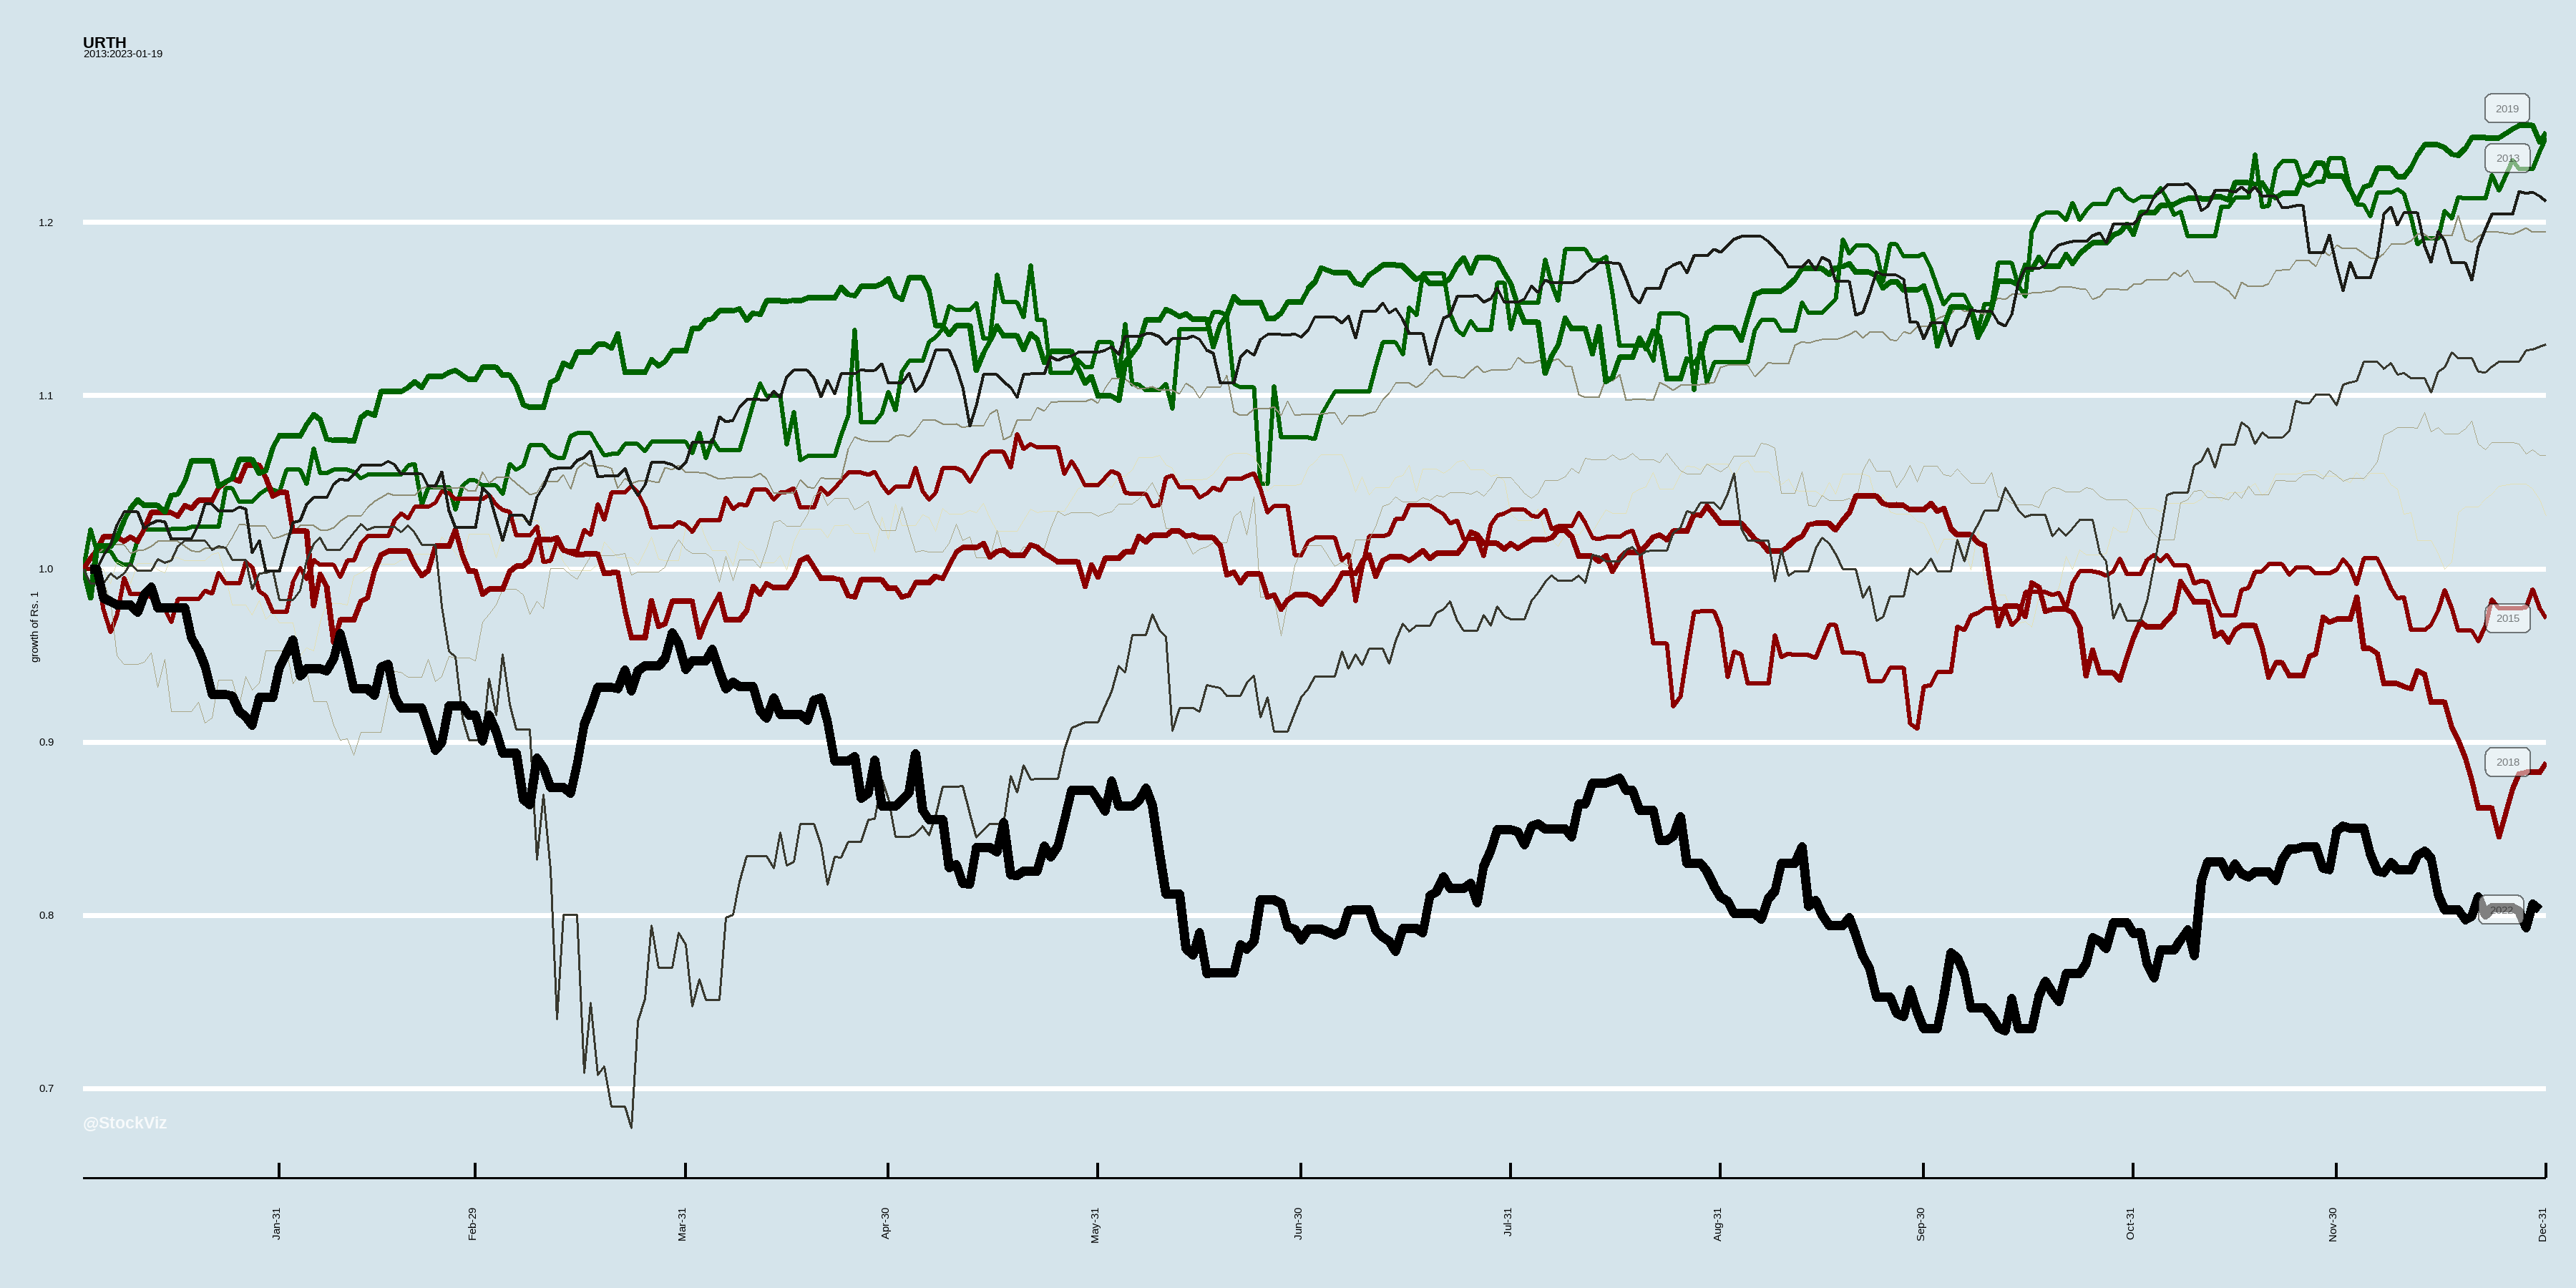 URTH
2013:2023-01-19
2019
2013
1.2
1.1
1.0
growth of Rs. 1
2015
0.9
2018
0.8
2022
0.7
@StockViz
Jan-31
Feb-29
Mar-31
Apr-30
May-31
Jun-30
Jul-31
Aug-31
Sep-30
Oct-31
Nov-30
Dec-31